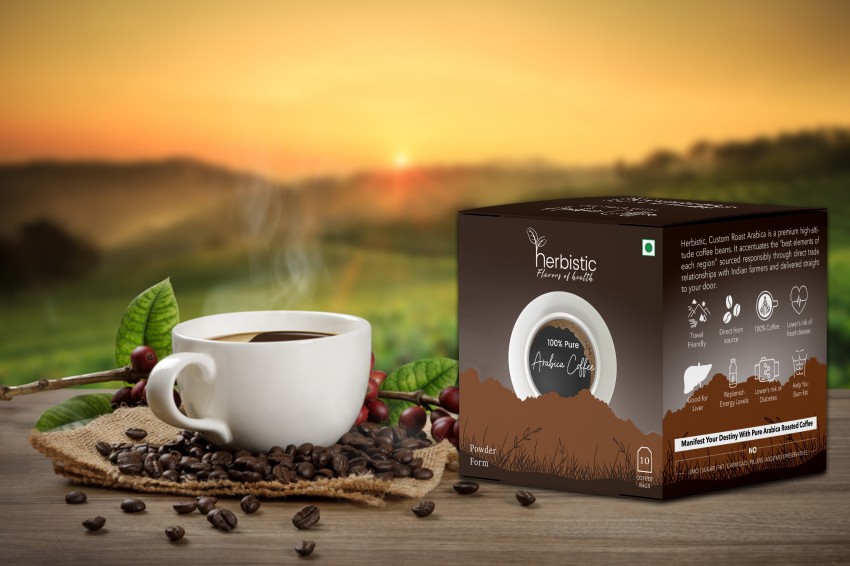 herbistic
Flavors of health
100% Pure
Arabica Coffee
Powder
Form
10
COFFEE
BAGS
Herbistic, Custom Roast Arabica is a premium high-alti-
tude coffee beans. It accentuates the "best elements of
each region" sourced responsibly through direct trade
relationships with Indian farmers and delivered straight
to your door.
Travel
Friendly
Direct from
source
100% Coffee
Lower's risk of
heart disease
Good for
Liver
Replenish
Energy Levels
Lower's risk of
Diabetes
Help You
Burn Fat
Manifest Your Destiny With Pure Arabica Roasted Coffee
NO